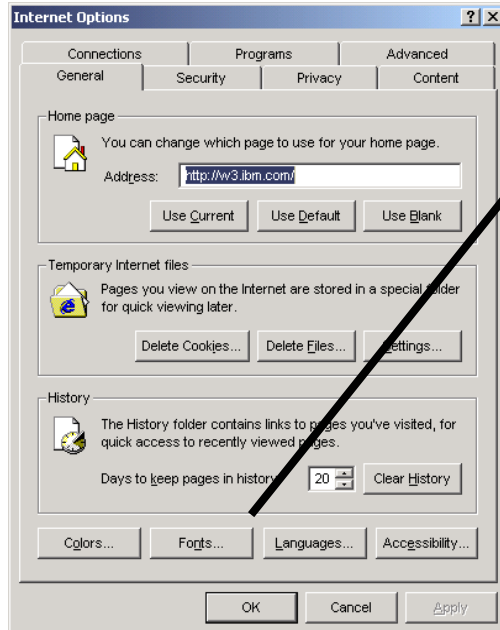 Internet Options
Connections Programs Advanced
General Security Privacy Content
Home page
You can change which page to use for your home page.
Address: http://w3.ibm.com/
Use Current Use Default Use Blank
Temporary Internet files
Pages you view on the Internet are stored in a special folder
for quick viewing later.
Delete Cookies... Delete Files... Settings...
History
The History folder contains links to pages you've visited, for
quick access to recently viewed pages.
Days to keep pages in history: 20 Clear History
Colors... Fonts... Languages... Accessibility...
OK Cancel Apply